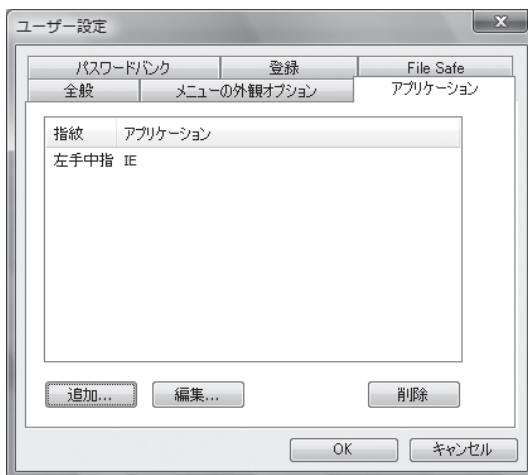 ユーザー設定
パスワードバンク 登録 File Safe
全般 メニューの外観オプション アプリケーション
指紋 アプリケーション
左手中指 IE
追加... 編集... 削除
OK キャンセル